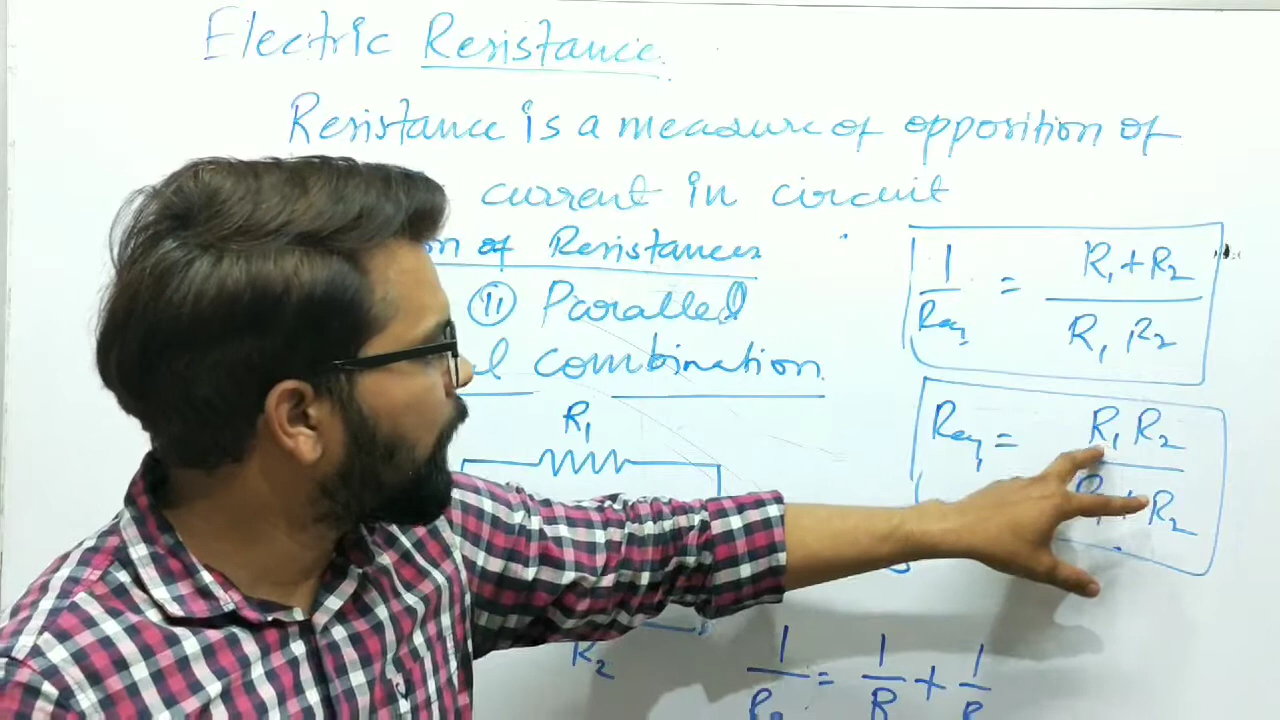 Electric Resistance
Resistance is a measure of opposition of
current in circuit
of Resistances
(II) Parallel
combination
R₁
R₂
1/Req = R₁+R₂ / R₁ R₂
Req = R₁ R₂ / R₁ + R₂
1 = 1/R + 1